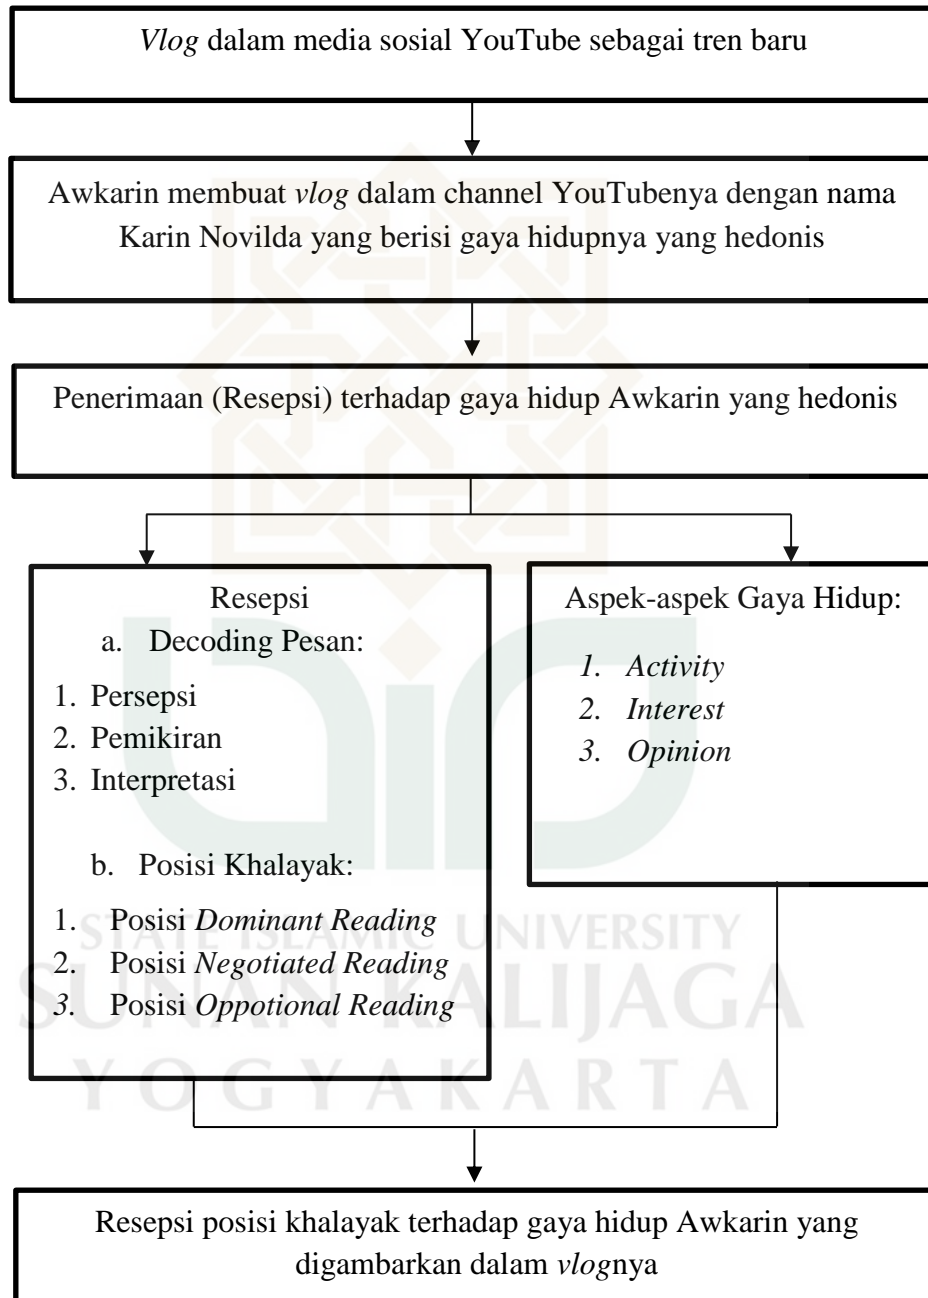 Vlog dalam media sosial YouTube sebagai tren baru
Awkarin membuat vlog dalam channel YouTubenya dengan nama
Karin Novilda yang berisi gaya hidupnya yang hedonis
Penerimaan (Resepsi) terhadap gaya hidup Awkarin yang hedonis
Resepsi
a. Decoding Pesan:
1. Persepsi
2. Pemikiran
3. Interpretasi
b. Posisi Khalayak:
1. Posisi Dominant Reading
2. Posisi Negotiated Reading
3. Posisi Oppotional Reading
Aspek-aspek Gaya Hidup:
1. Activity
2. Interest
3. Opinion
STATE ISLAMIC UNIVERSITY
SUNAN KALIJAGA
YOGYAKARTA
Resepsi posisi khalayak terhadap gaya hidup Awkarin yang
digambarkan dalam vlognya